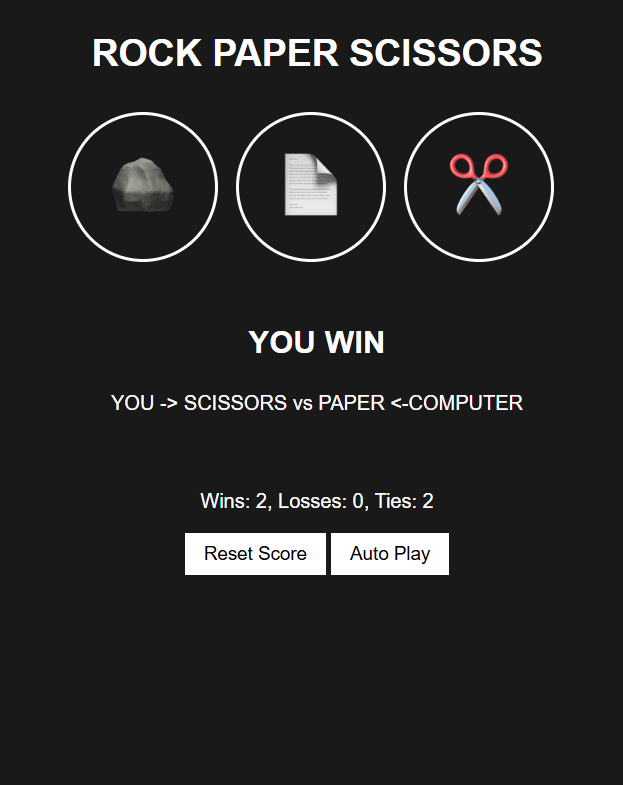 ROCK PAPER SCISSORS
YOU WIN
YOU -> SCISSORS vs PAPER <-COMPUTER
Wins: 2, Losses: 0, Ties: 2
Reset Score
Auto Play